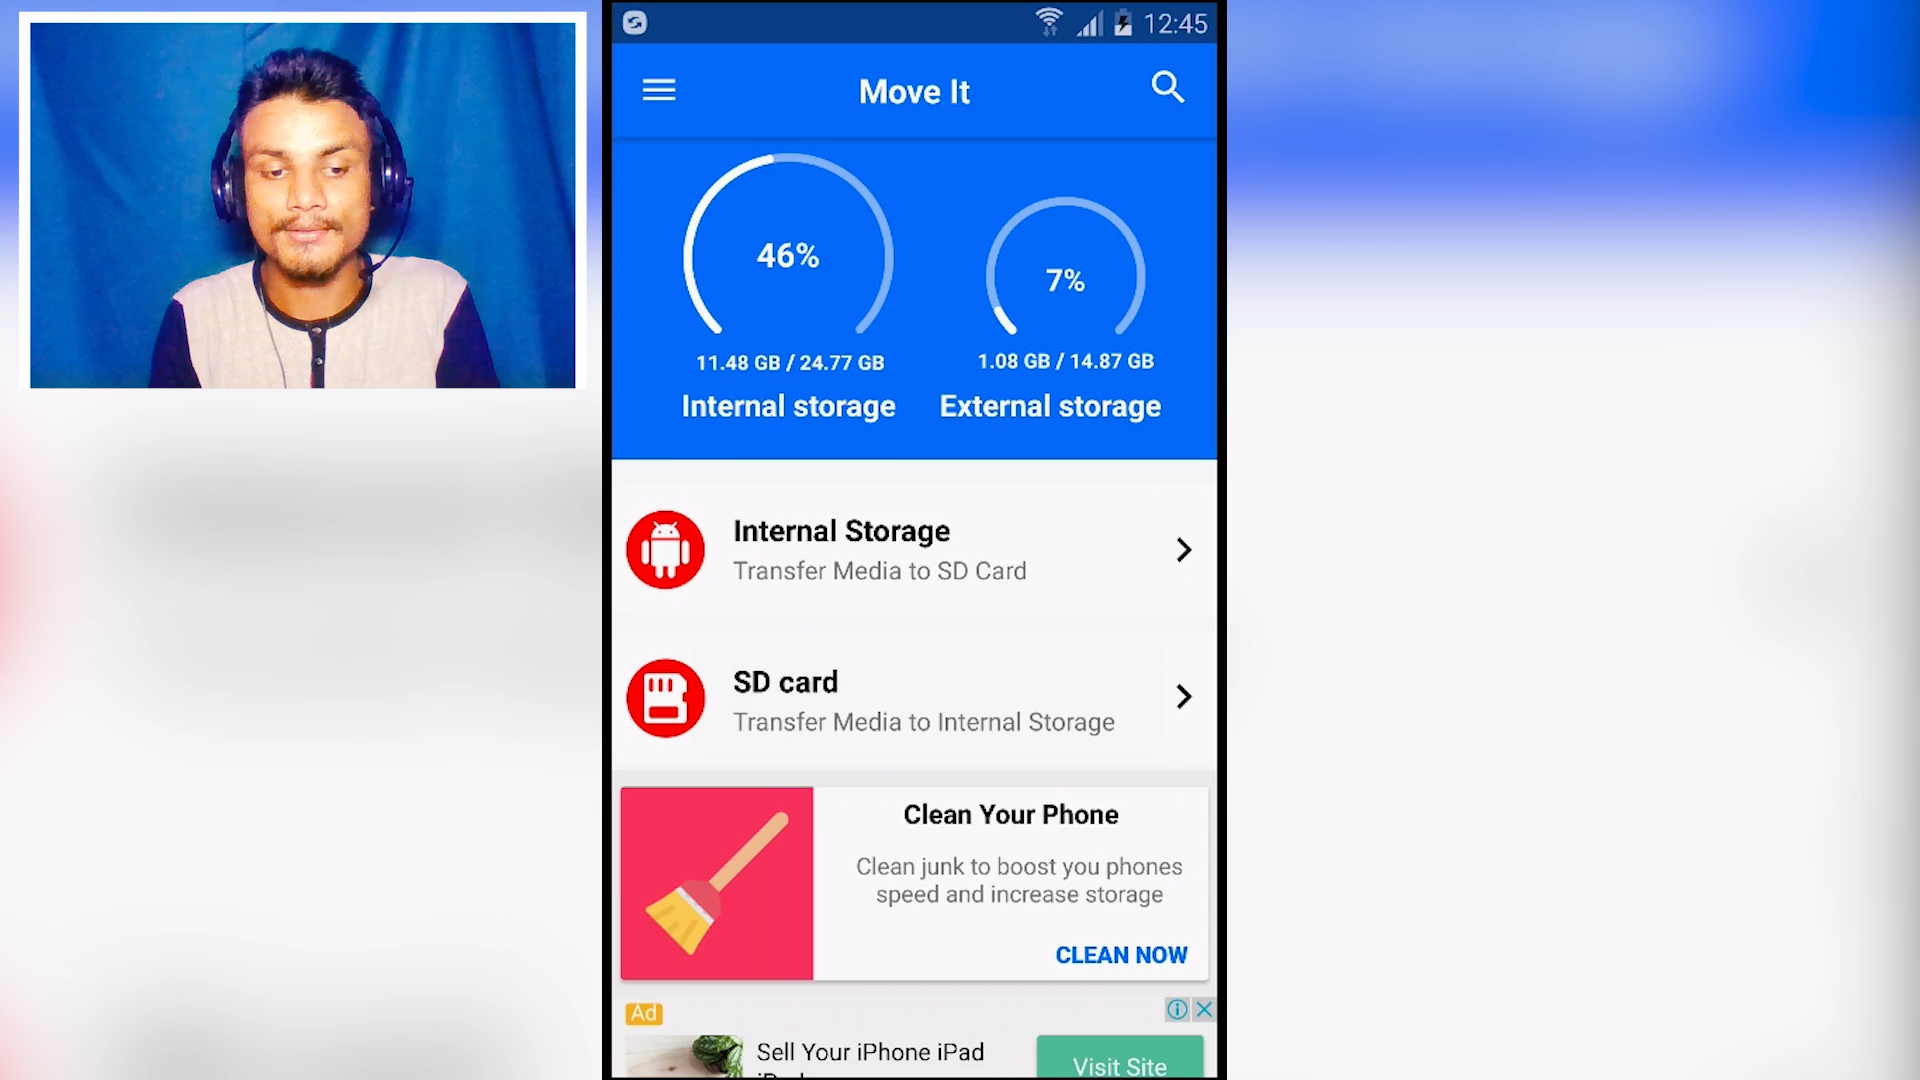 12:45
Move It
46%
7%
11.48 GB / 24.77 GB
1.08 GB / 14.87 GB
Internal storage
External storage
Internal Storage
Transfer Media to SD Card
SD card
Transfer Media to Internal Storage
Clean Your Phone
Clean junk to boost you phones
speed and increase storage
CLEAN NOW
Ad
Sell Your iPhone iPad
Visit Site